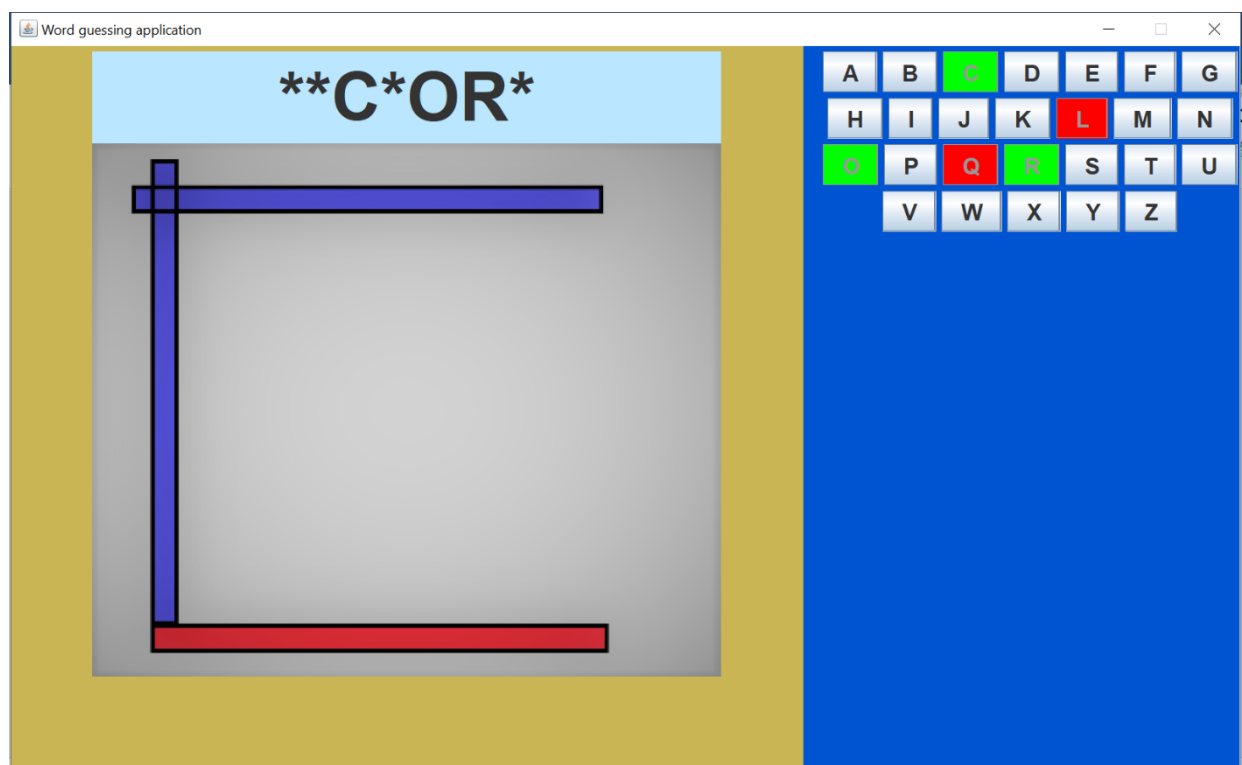 Word guessing application
**C*OR*
A B C D E F G
H I J K L M N
O P Q R S T U
V W X Y Z